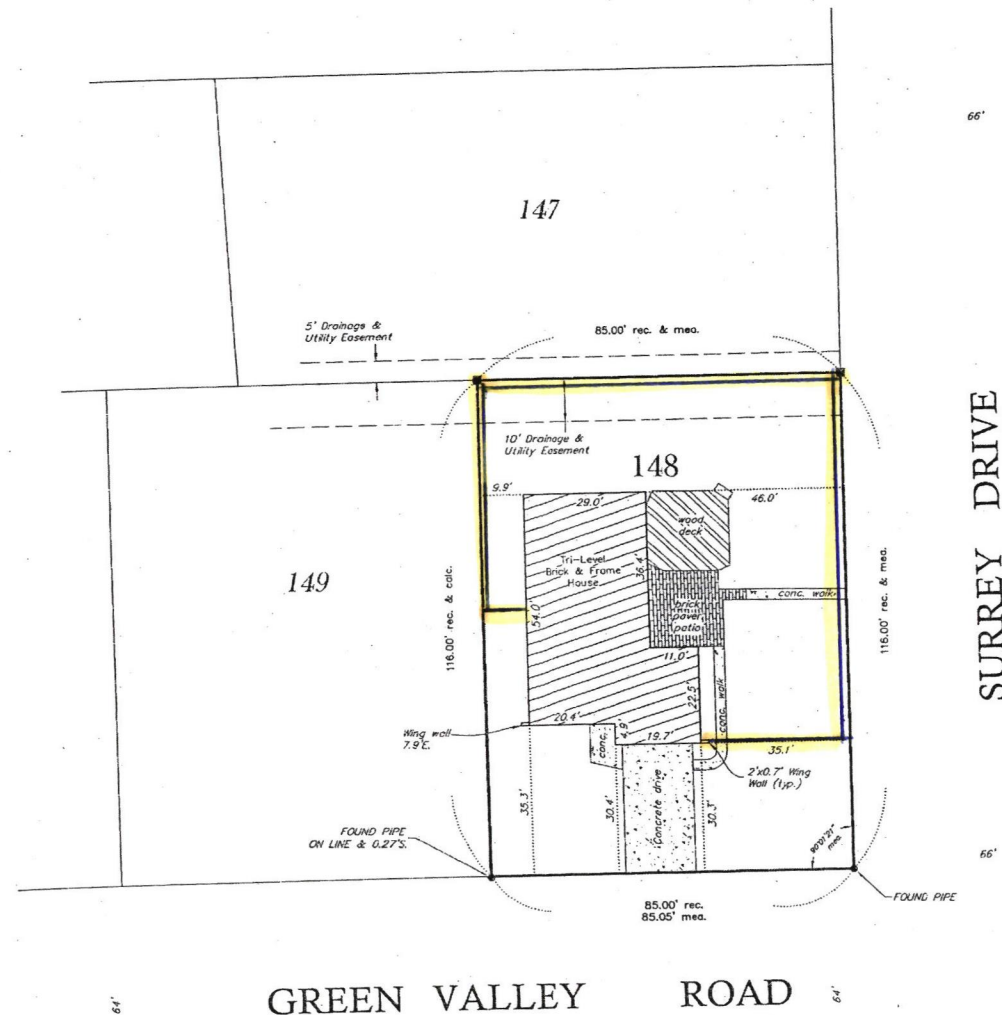 66'
147
5' Drainage &
Utility Easement
85.00' rec. & mea.
10' Drainage &
Utility Easement
148
9.9'
29.0'
46.0'
wood
deck
Tri-Level
Brick & Frame
House
36.4'
149
54.0'
brick
paver
patio
conc. walk
116.00' rec. & calc.
116.00' rec. & mea.
SURREY DRIVE
11.0'
22.5'
conc. walk
20.4'
4.9'
19.7'
conc.
Wing wall
7.9'E.
35.1'
2'x0.7' Wing
Wall (typ.)
35.3'
30.4'
Concrete drive
30.3'
FOUND PIPE
ON LINE & 0.27'S.
90°01'21"
mea.
66'
FOUND PIPE
85.00' rec.
85.05' mea.
64'
GREEN VALLEY ROAD
64'